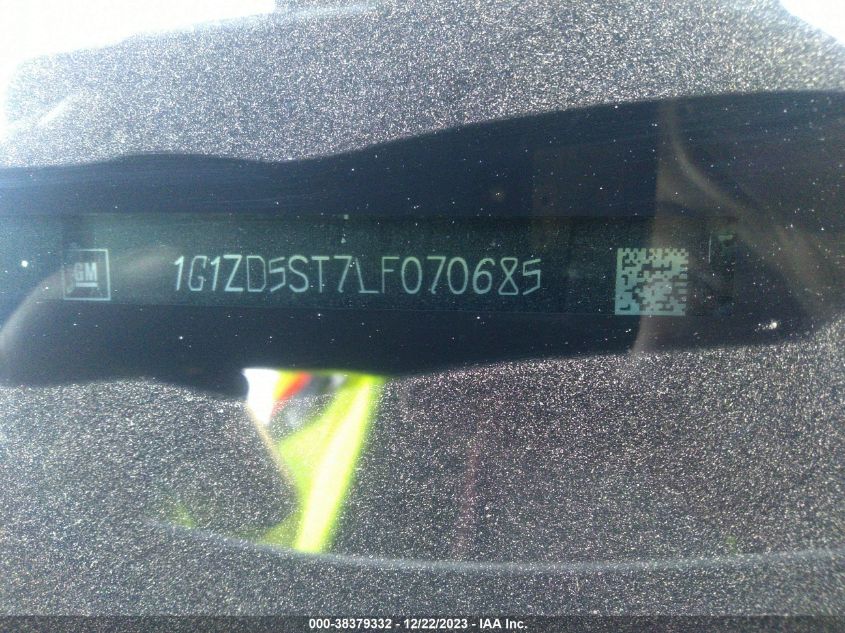 GM
1G1ZD5ST7LF070685
000-38379332 - 12/22/2023 - IAA Inc.